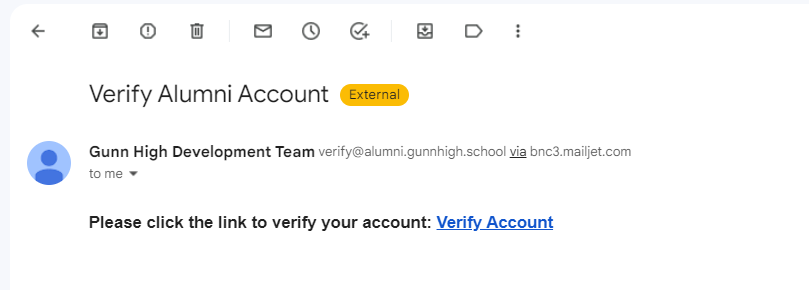 Verify Alumni Account External
Gunn High Development Team verify@alumni.gunnhigh.school via bnc3.mailjet.com
to me
Please click the link to verify your account: Verify Account